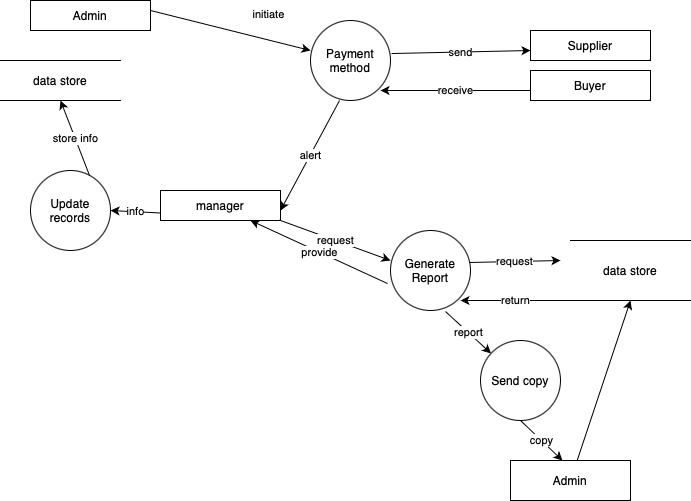 Admin
initiate
Payment
method
send
Supplier
receive
Buyer
data store
store info
alert
Update
records
info
manager
request
provide
Generate
Report
request
data store
return
report
Send copy
copy
Admin